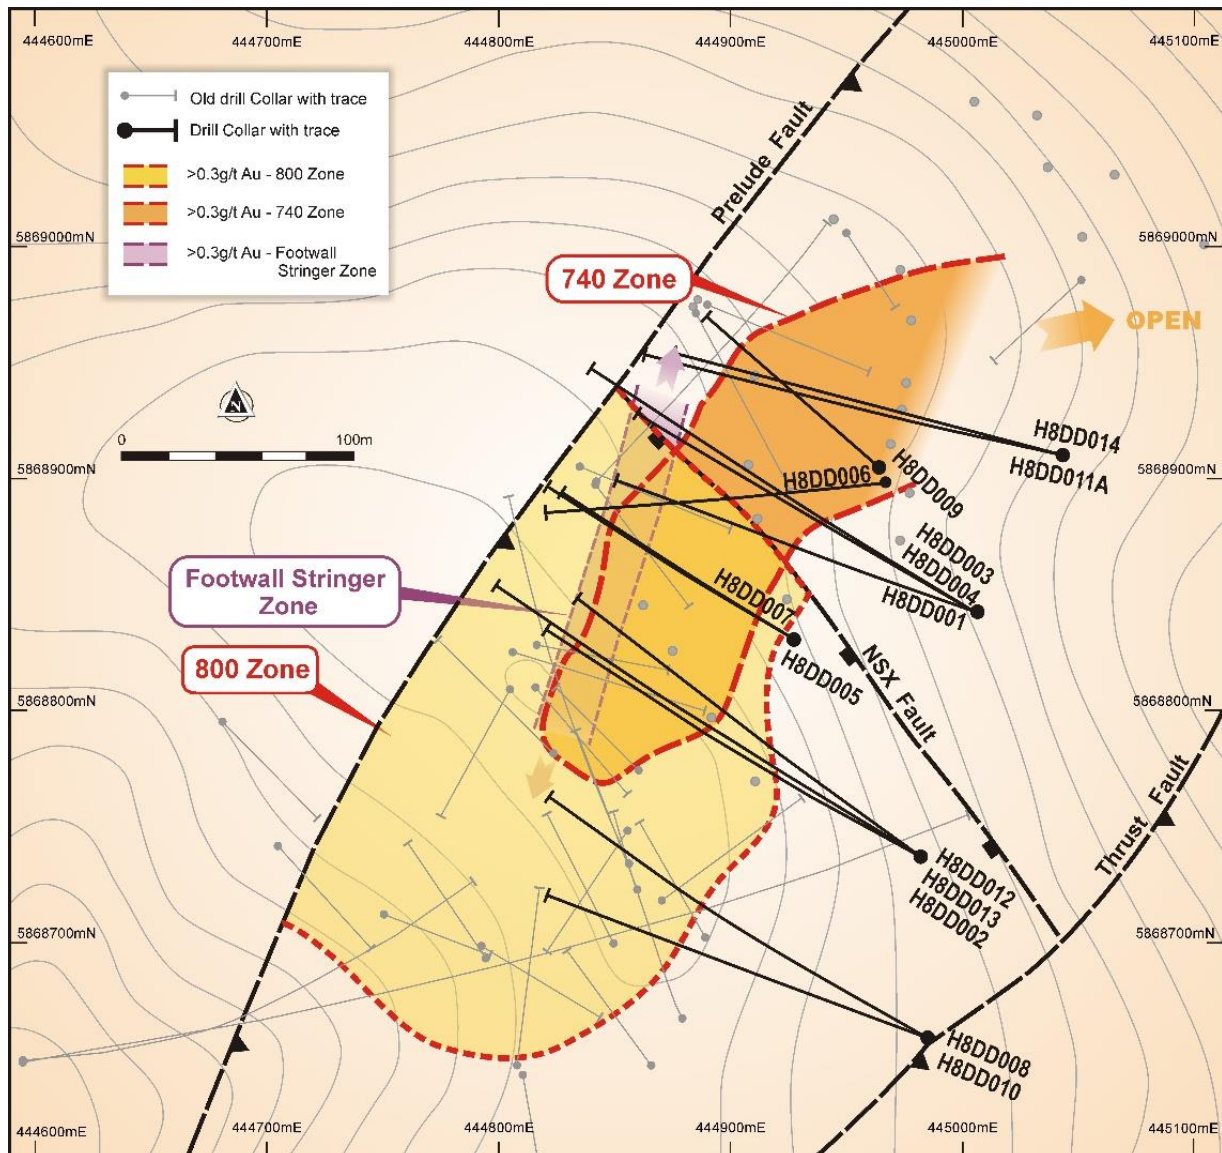 444600mE
444700mE
444800mE
444900mE
445000mE
445100mE
Old drill Collar with trace
Drill Collar with trace
>0.3g/t Au - 800 Zone
>0.3g/t Au - 740 Zone
>0.3g/t Au - Footwall
Stringer Zone
Prelude Fault
5869000mN
5869000mN
740 Zone
OPEN
N
0
100m
H8DD014
H8DD011A
5868900mN
5868900mN
H8DD006
H8DD009
H8DD003
H8DD004
H8DD001
Footwall Stringer
Zone
H8DD007
H8DD005
800 Zone
NSX Fault
5868800mN
5868800mN
Thrust Fault
H8DD012
H8DD013
H8DD002
5868700mN
5868700mN
H8DD008
H8DD010
444600mE
444700mE
444800mE
444900mE
445000mE
445100mE